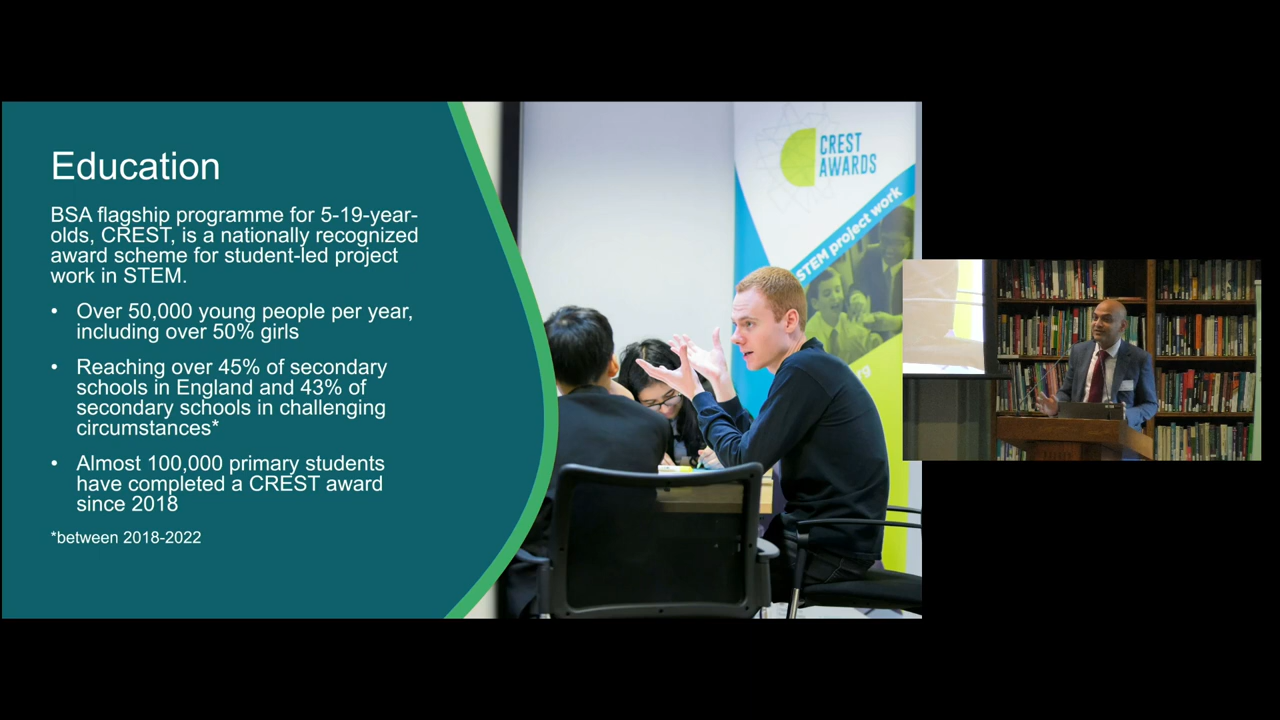 Education
BSA flagship programme for 5-19-year-
olds, CREST, is a nationally recognized
award scheme for student-led project
work in STEM.
• Over 50,000 young people per year,
including over 50% girls
• Reaching over 45% of secondary
schools in England and 43% of
secondary schools in challenging
circumstances*
• Almost 100,000 primary students
have completed a CREST award
since 2018
*between 2018-2022
CREST
AWARDS
STEM project work